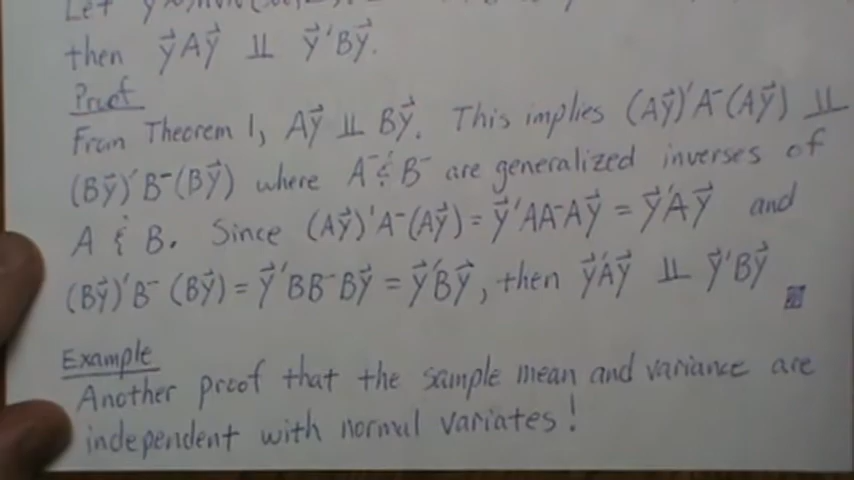 Let
then y⃗Ay⃗ ⫫ y⃗'By⃗.
Proof
From Theorem 1, Ay⃗ ⫫ By⃗. This implies (Ay⃗)'A⁻(Ay⃗) ⫫
(By⃗)'B⁻(By⃗) where A⁻ & B⁻ are generalized inverses of
A & B. Since (Ay⃗)'A⁻(Ay⃗) = y⃗'AA⁻Ay⃗ = y⃗'Ay⃗ and
(By⃗)'B⁻(By⃗) = y⃗'BB⁻By⃗ = y⃗'By⃗, then y⃗'Ay⃗ ⫫ y⃗'By⃗
Example
Another proof that the sample mean and variance are
independent with normal variates!